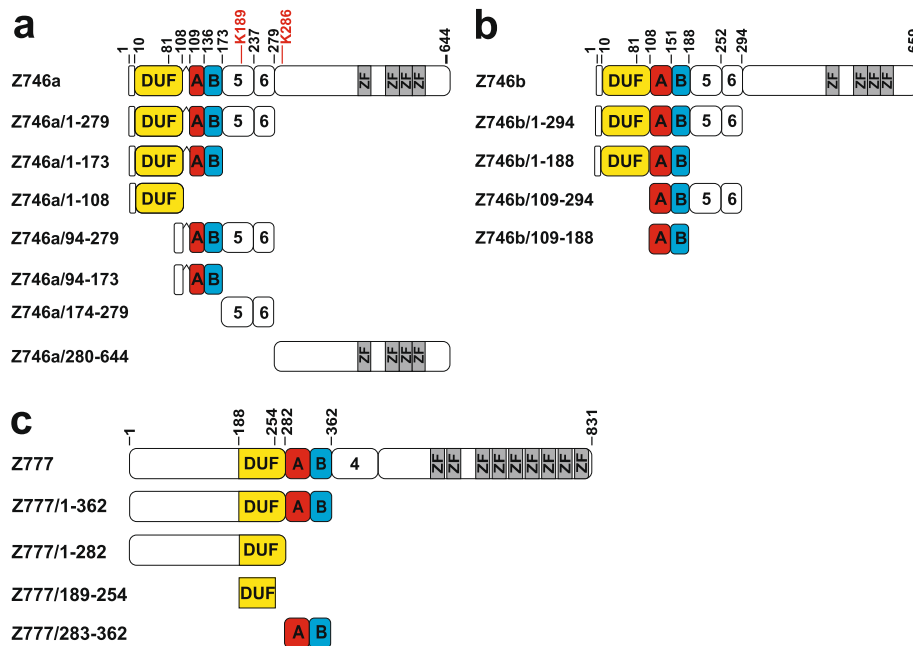 a
1
10
81
108
109
136
173
K189
237
279
K286
644
Z746a DUF A B 5 6 ZF ZF ZF ZF
Z746a/1-279 DUF A B 5 6
Z746a/1-173 DUF A B
Z746a/1-108 DUF
Z746a/94-279 A B 5 6
Z746a/94-173 A B
Z746a/174-279 5 6
Z746a/280-644 ZF ZF ZF ZF
b
1
10
81
108
151
188
252
294
Z746b DUF A B 5 6 ZF ZF ZF ZF
Z746b/1-294 DUF A B 5 6
Z746b/1-188 DUF A B
Z746b/109-294 A B 5 6
Z746b/109-188 A B
c
1
188
254
282
362
831
Z777 DUF A B 4 ZF ZF ZF ZF ZF ZF ZF ZF ZF
Z777/1-362 DUF A B
Z777/1-282 DUF
Z777/189-254 DUF
Z777/283-362 A B